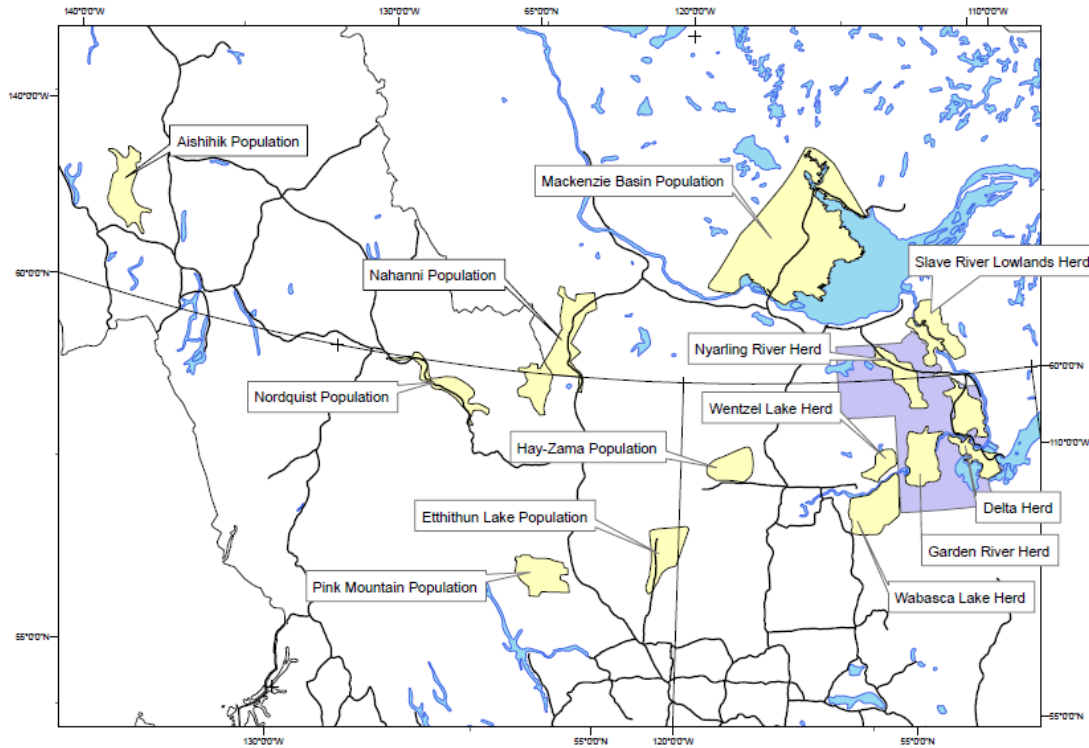 140°0'0"W
130°0'0"W
65°0'0"N
120°0'0"W
110°0'0"W
140°0'0"W
Aishihik Population
Mackenzie Basin Population
60°0'0"N
Nahanni Population
Slave River Lowlands Herd
Nyarling River Herd
60°0'0"N
Nordquist Population
Wentzel Lake Herd
110°0'0"W
Hay-Zama Population
Delta Herd
Etthithun Lake Population
Garden River Herd
Pink Mountain Population
Wabasca Lake Herd
55°0'0"N
55°0'0"N
130°0'0"W
55°0'0"N
120°0'0"W
55°0'0"W